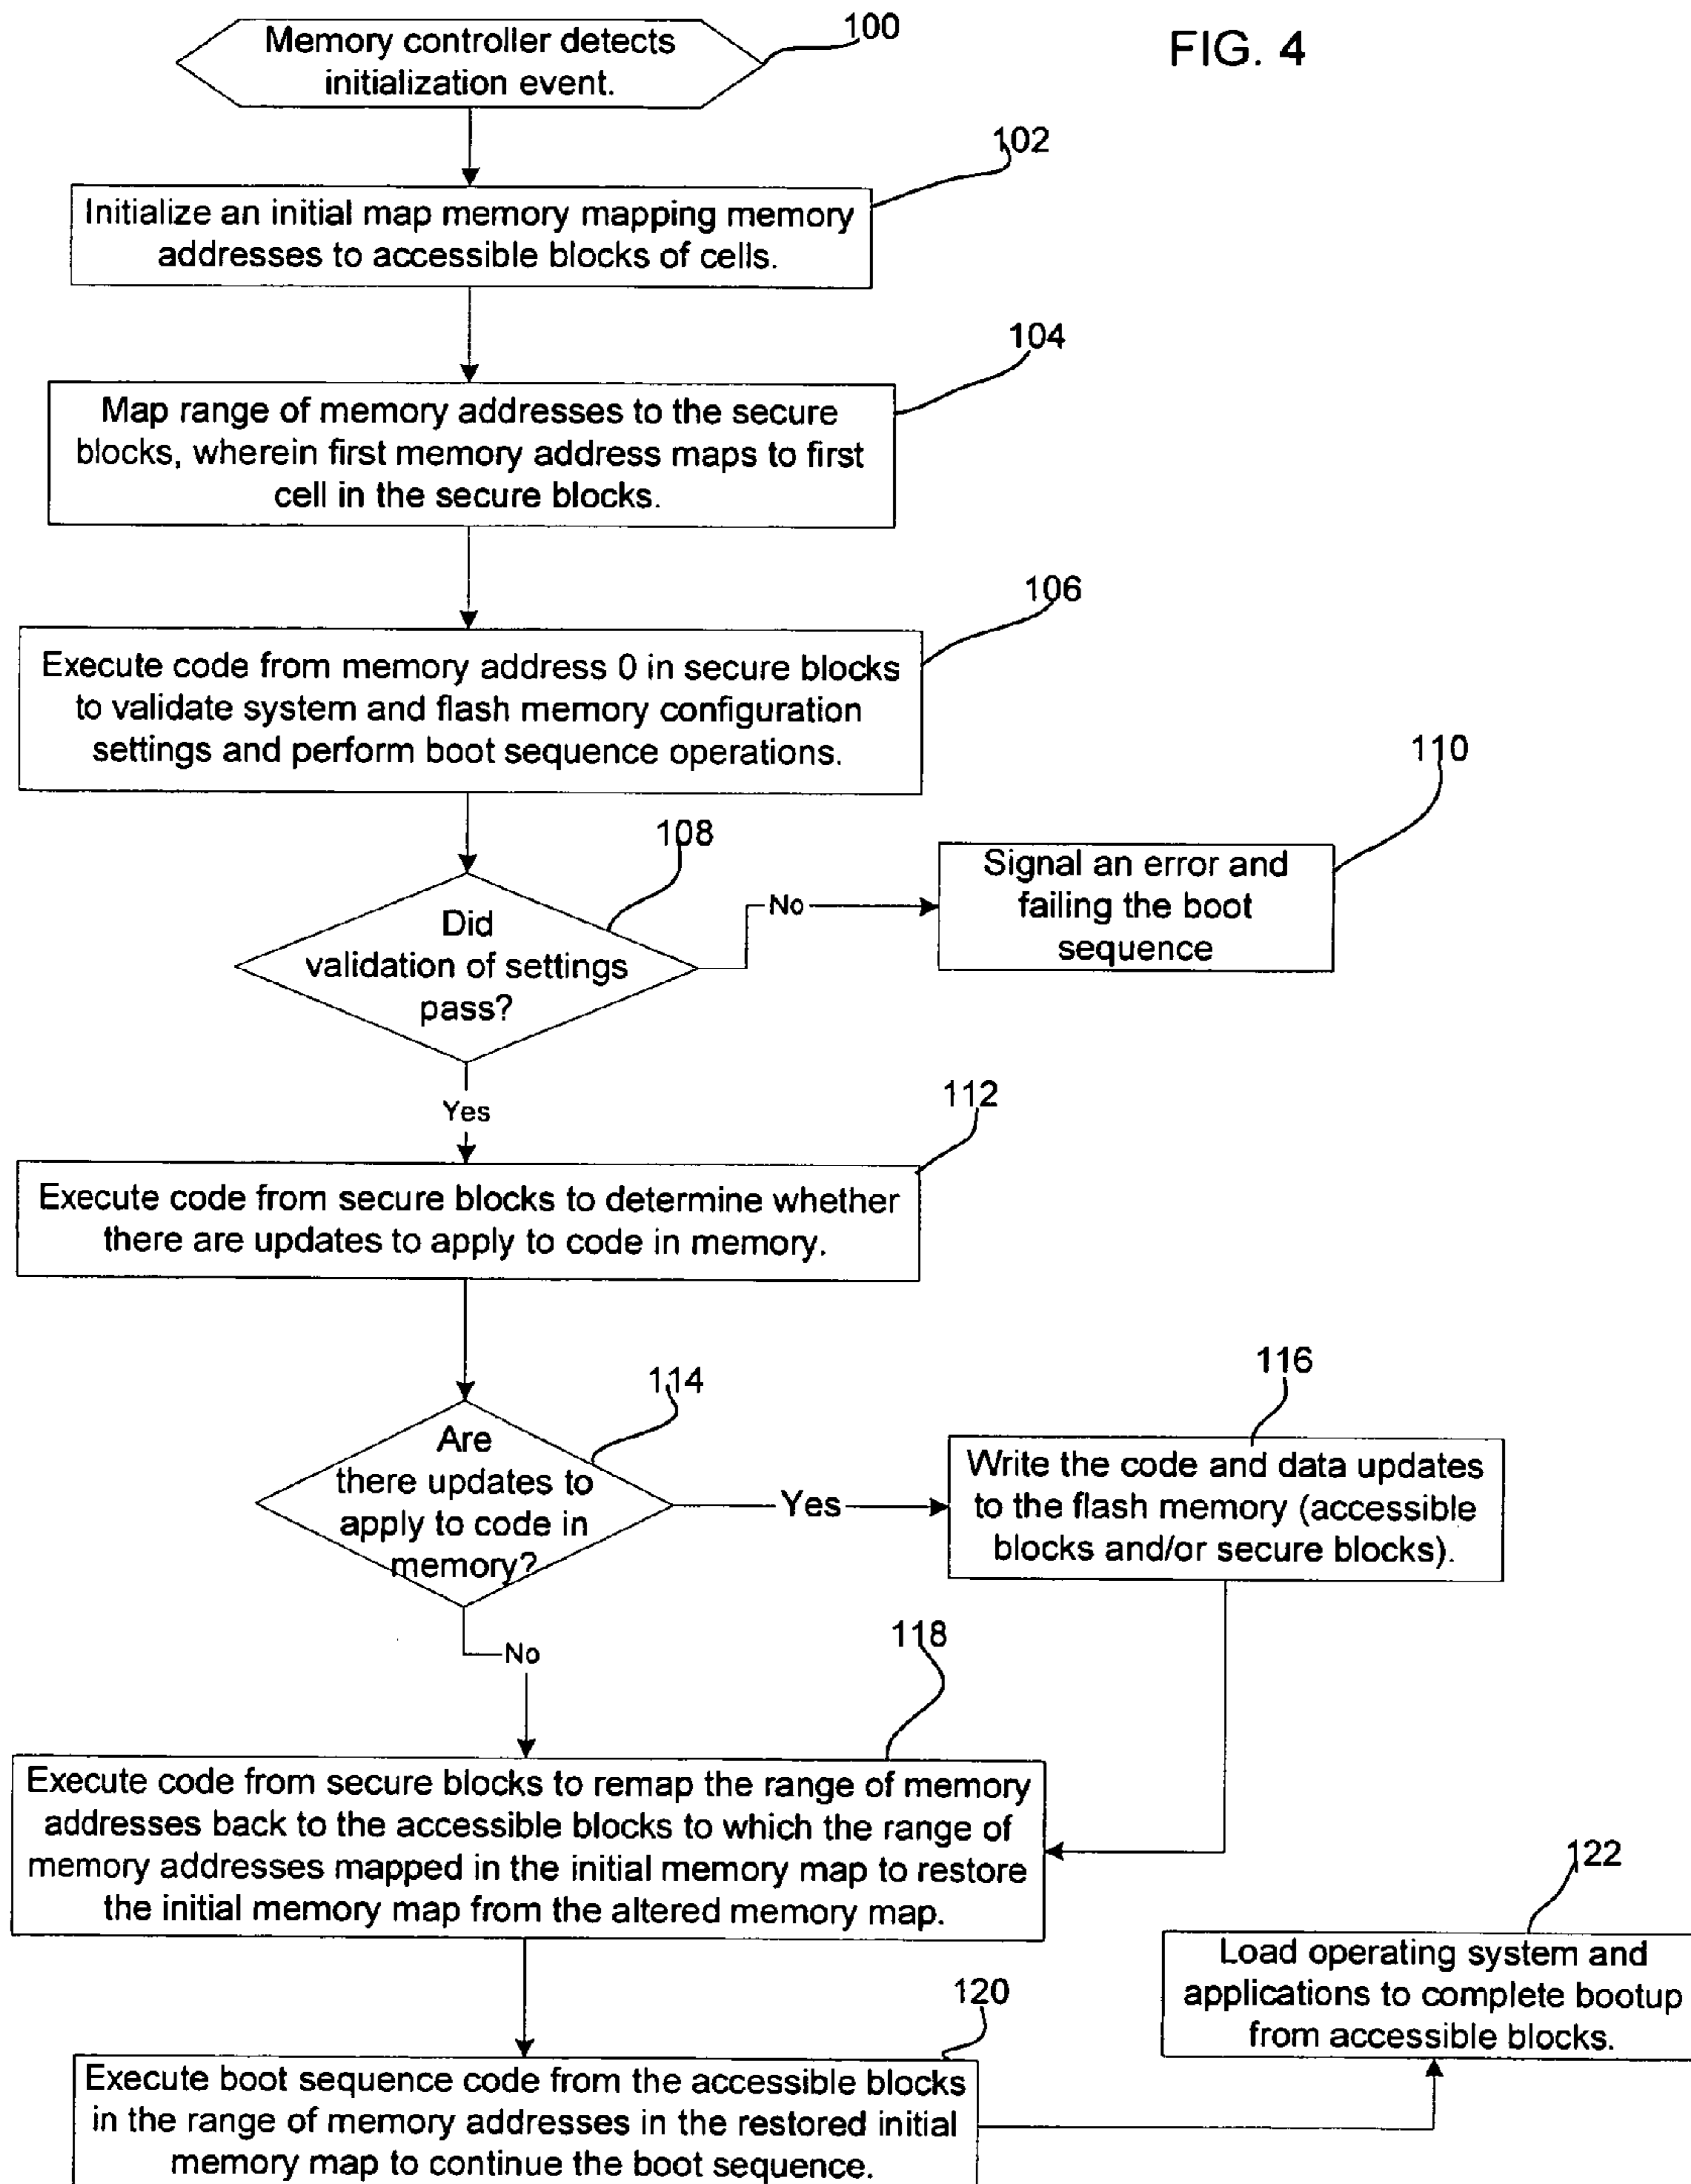 100
FIG. 4
Memory controller detects
initialization event.
102
Initialize an initial map memory mapping memory
addresses to accessible blocks of cells.
104
Map range of memory addresses to the secure
blocks, wherein first memory address maps to first
cell in the secure blocks.
106
Execute code from memory address 0 in secure blocks
to validate system and flash memory configuration
settings and perform boot sequence operations.
108
110
Did
validation of settings
pass?
No
Signal an error and
failing the boot
sequence
Yes
112
Execute code from secure blocks to determine whether
there are updates to apply to code in memory.
114
116
Are
there updates to
apply to code in
memory?
Yes
Write the code and data updates
to the flash memory (accessible
blocks and/or secure blocks).
No
118
Execute code from secure blocks to remap the range of memory
addresses back to the accessible blocks to which the range of
memory addresses mapped in the initial memory map to restore
the initial memory map from the altered memory map.
122
Load operating system and
applications to complete bootup
from accessible blocks.
120
Execute boot sequence code from the accessible blocks
in the range of memory addresses in the restored initial
memory map to continue the boot sequence.